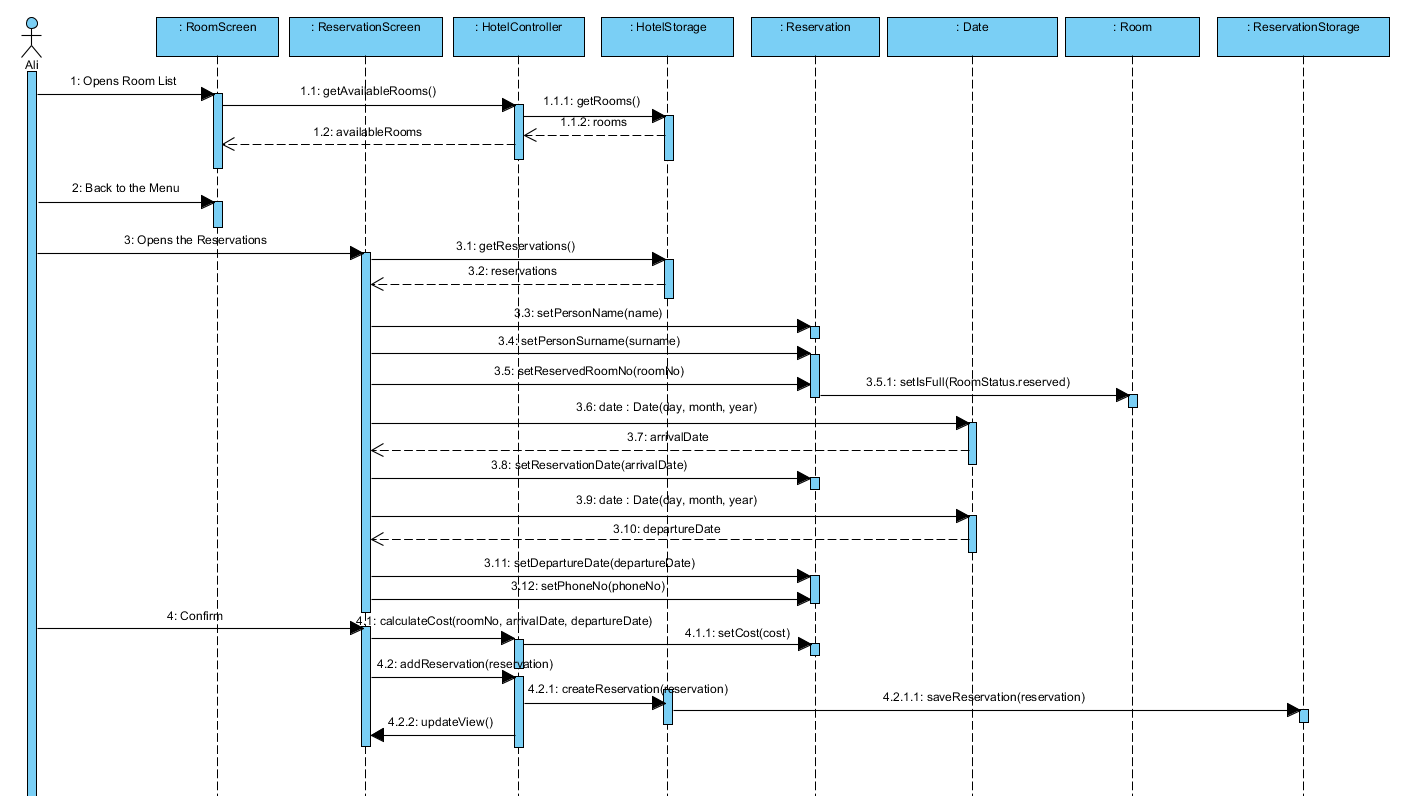 : RoomScreen
: ReservationScreen
: HotelController
: HotelStorage
: Reservation
: Date
: Room
: ReservationStorage
Ali
1: Opens Room List
1.1: getAvailableRooms()
1.1.1: getRooms()
1.1.2: rooms
1.2: availableRooms
2: Back to the Menu
3: Opens the Reservations
3.1: getReservations()
3.2: reservations
3.3: setPersonName(name)
3.4: setPersonSurname(surname)
3.5: setReservedRoomNo(roomNo)
3.5.1: setIsFull(RoomStatus.reserved)
3.6: date : Date(day, month, year)
3.7: arrivalDate
3.8: setReservationDate(arrivalDate)
3.9: date : Date(day, month, year)
3.10: departureDate
3.11: setDepartureDate(departureDate)
3.12: setPhoneNo(phoneNo)
4: Confirm
4.1: calculateCost(roomNo, arrivalDate, departureDate)
4.1.1: setCost(cost)
4.2: addReservation(reservation)
4.2.1: createReservation(reservation)
4.2.1.1: saveReservation(reservation)
4.2.2: updateView()